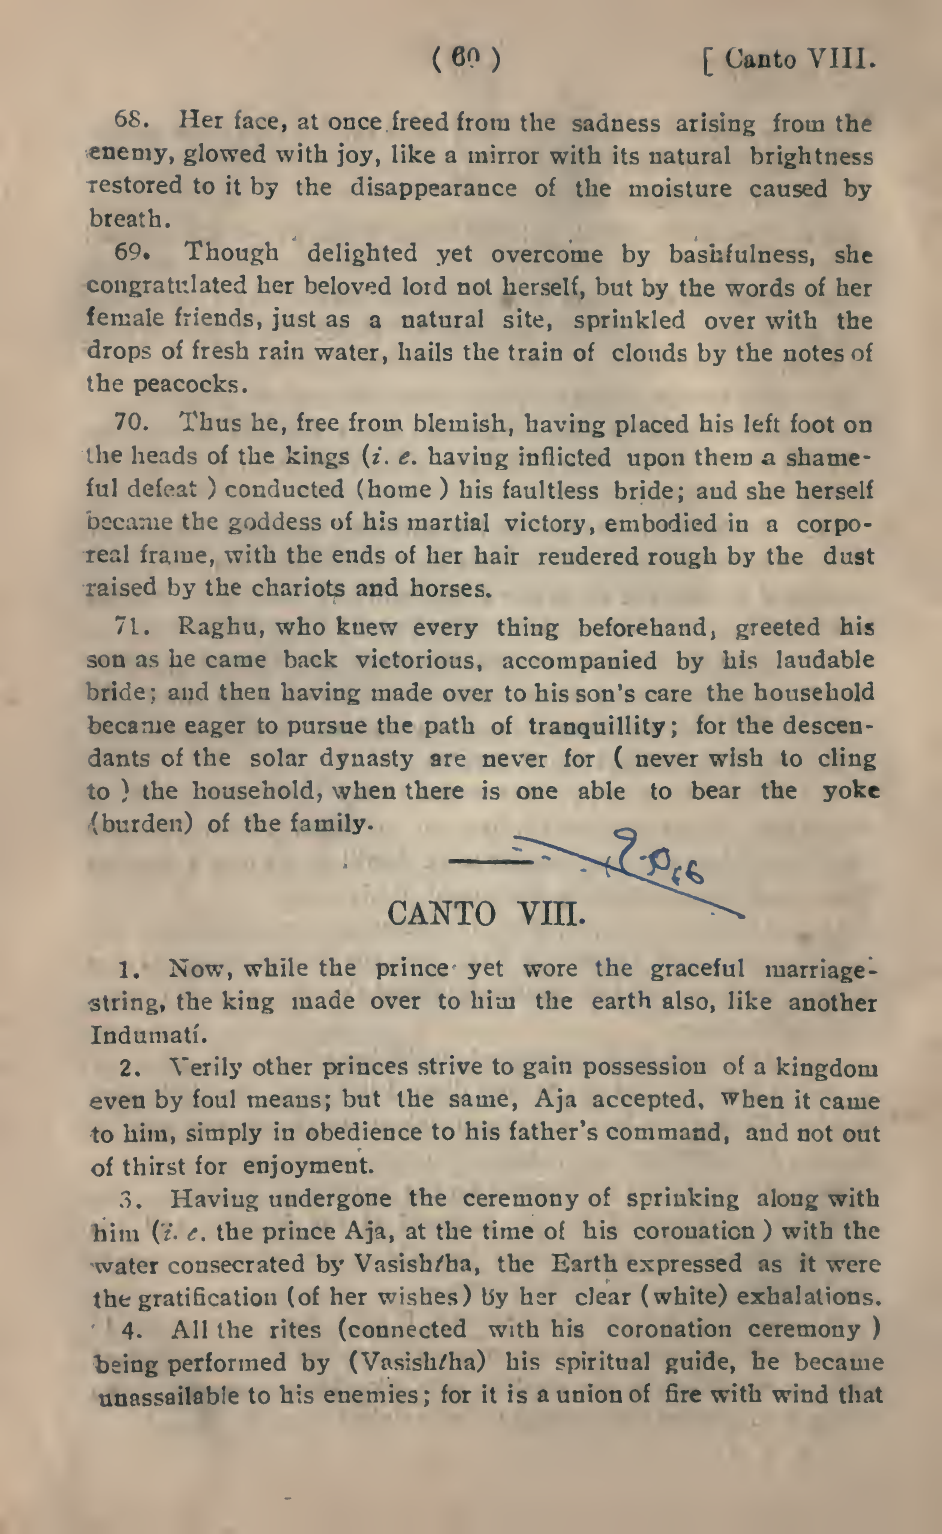 ( 60 ) [ Canto VIII.
68. Her face, at once freed from the sadness arising from the
enemy, glowed with joy, like a mirror with its natural brightness
restored to it by the disappearance of the moisture caused by
breath.
69. Though delighted yet overcome by bashfulness, she
congratulated her beloved lord not herself, but by the words of her
female friends, just as a natural site, sprinkled over with the
drops of fresh rain water, hails the train of clouds by the notes of
the peacocks.
70. Thus he, free from blemish, having placed his left foot on
the heads of the kings (i. e. having inflicted upon them a shame-
ful defeat ) conducted (home ) his faultless bride; and she herself
became the goddess of his martial victory, embodied in a corpo-
real frame, with the ends of her hair rendered rough by the dust
raised by the chariots and horses.
71. Raghu, who knew every thing beforehand, greeted his
son as he came back victorious, accompanied by his laudable
bride; and then having made over to his son's care the household
became eager to pursue the path of tranquillity; for the descen-
dants of the solar dynasty are never for ( never wish to cling
to ) the household, when there is one able to bear the yoke
(burden) of the family.
CANTO VIII.
1. Now, while the prince yet wore the graceful marriage-
string, the king made over to him the earth also, like another
Indumatí.
2. Verily other princes strive to gain possession of a kingdom
even by foul means; but the same, Aja accepted, when it came
to him, simply in obedience to his father's command, and not out
of thirst for enjoyment.
3. Having undergone the ceremony of sprinking along with
him (i. e. the prince Aja, at the time of his coronation ) with the
water consecrated by Vasishtha, the Earth expressed as it were
the gratification (of her wishes) by her clear (white) exhalations.
4. All the rites (connected with his coronation ceremony )
being performed by (Vasishtha) his spiritual guide, he became
unassailable to his enemies; for it is a union of fire with wind that